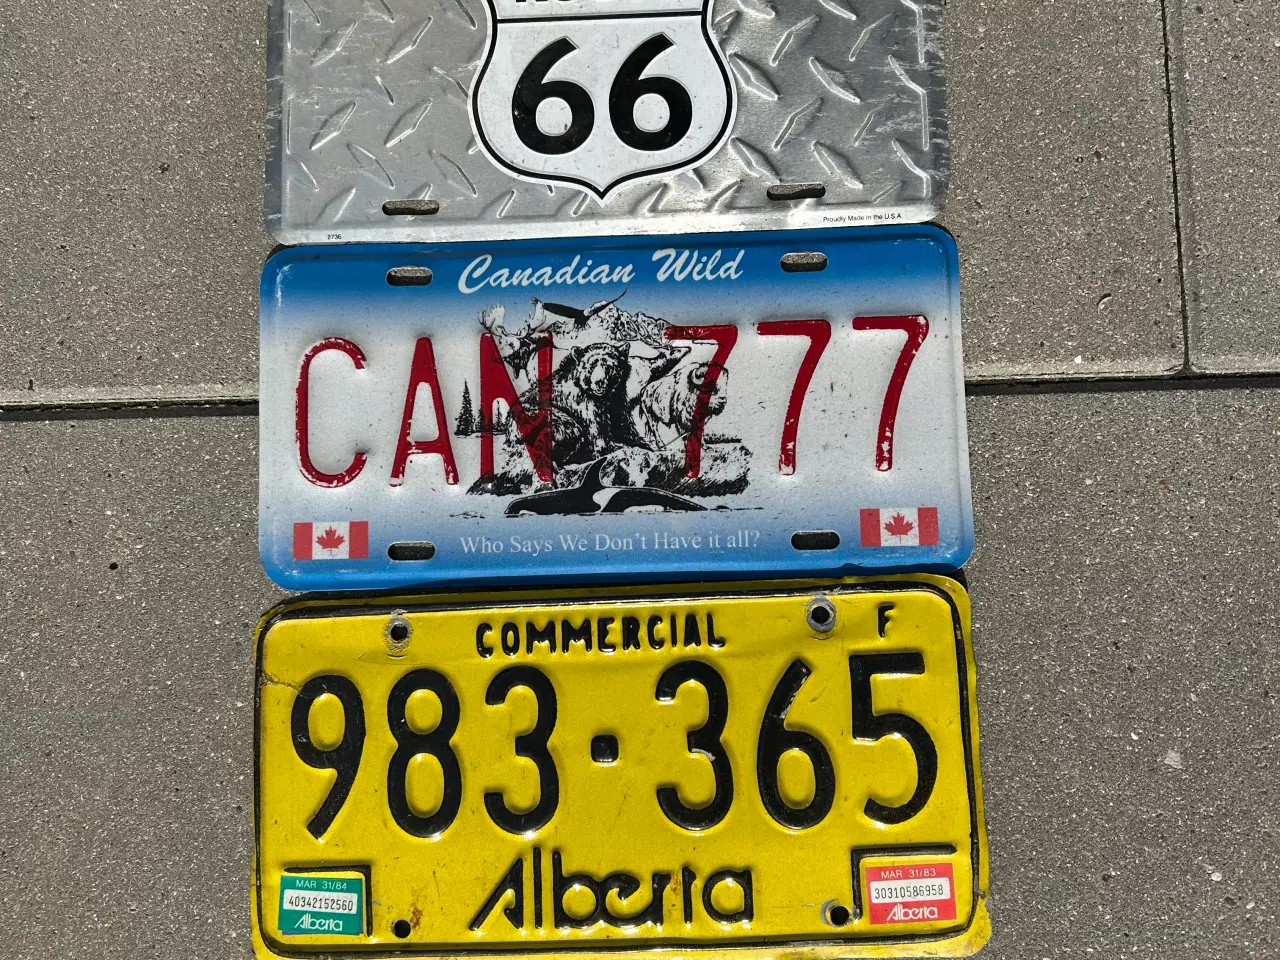 66
Proudly Made in the U.S.A
2736
Canadian Wild
CAN 777
Who Says We Don't Have it all?
COMMERCIAL F
983·365
Alberta
MAR 31/84
40342152560
Alberta
MAR 31/83
30310586958
Alberta